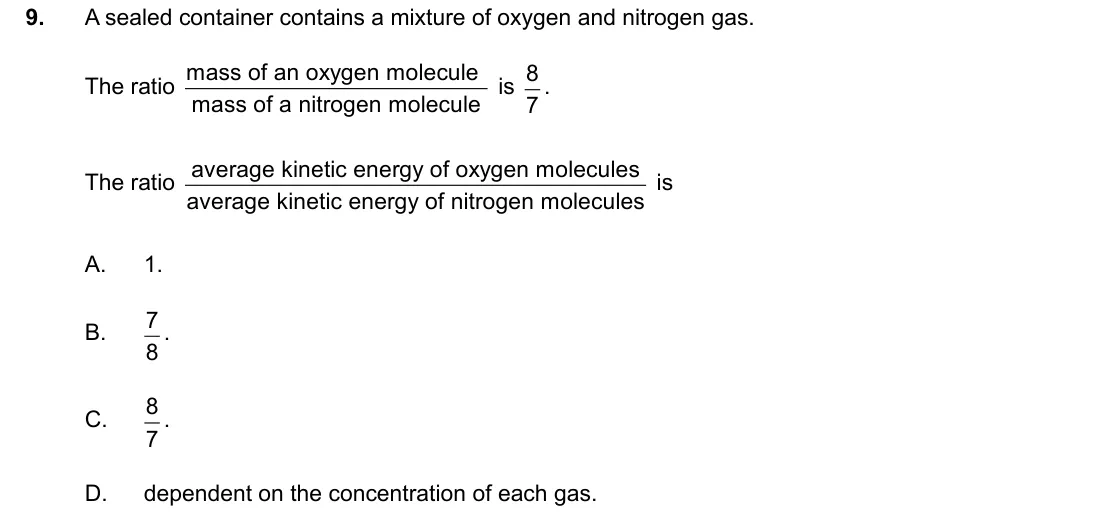 9. A sealed container contains a mixture of oxygen and nitrogen gas.
The ratio mass of an oxygen molecule / mass of a nitrogen molecule is 8/7.
The ratio average kinetic energy of oxygen molecules / average kinetic energy of nitrogen molecules is
A. 1.
B. 7/8.
C. 8/7.
D. dependent on the concentration of each gas.